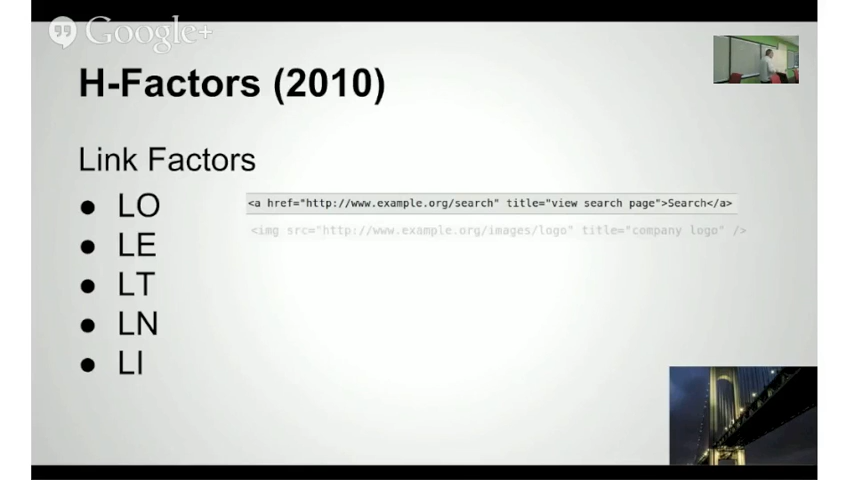 Google+
H-Factors (2010)
Link Factors
● LO
● LE
● LT
● LN
● LI
<a href="http://www.example.org/search" title="view search page">Search</a>
<img src="http://www.example.org/images/logo" title="company logo" />